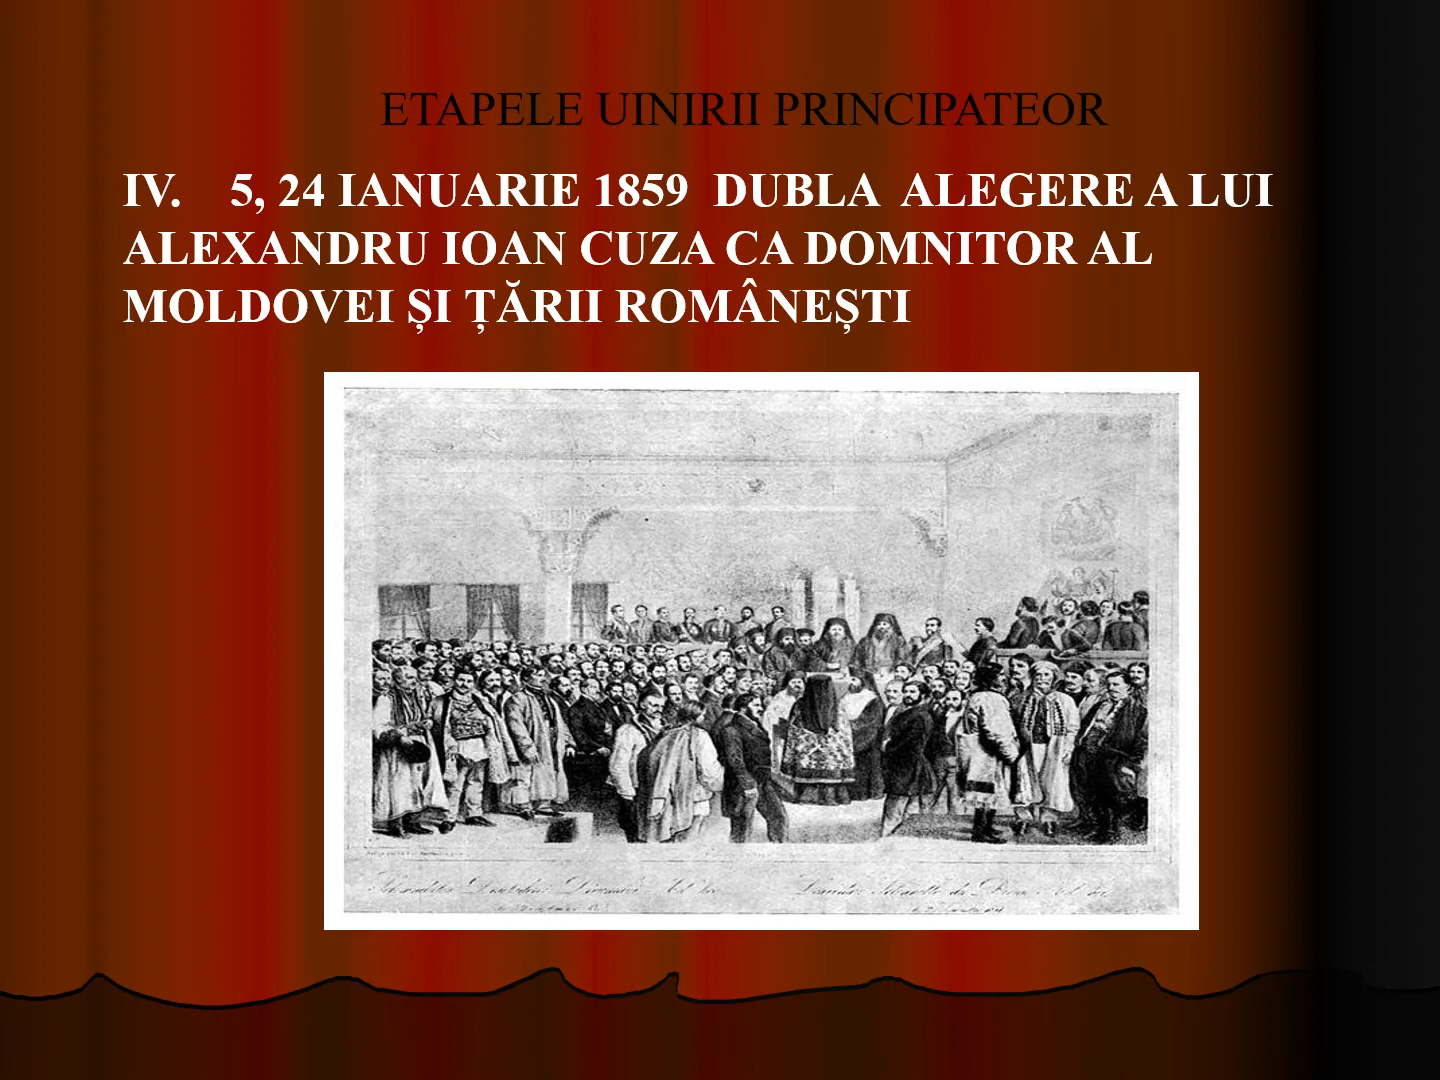 ETAPELE UINIRII PRINCIPATEOR
IV. 5, 24 IANUARIE 1859 DUBLA ALEGERE A LUI
ALEXANDRU IOAN CUZA CA DOMNITOR AL
MOLDOVEI ȘI ȚĂRII ROMÂNEȘTI